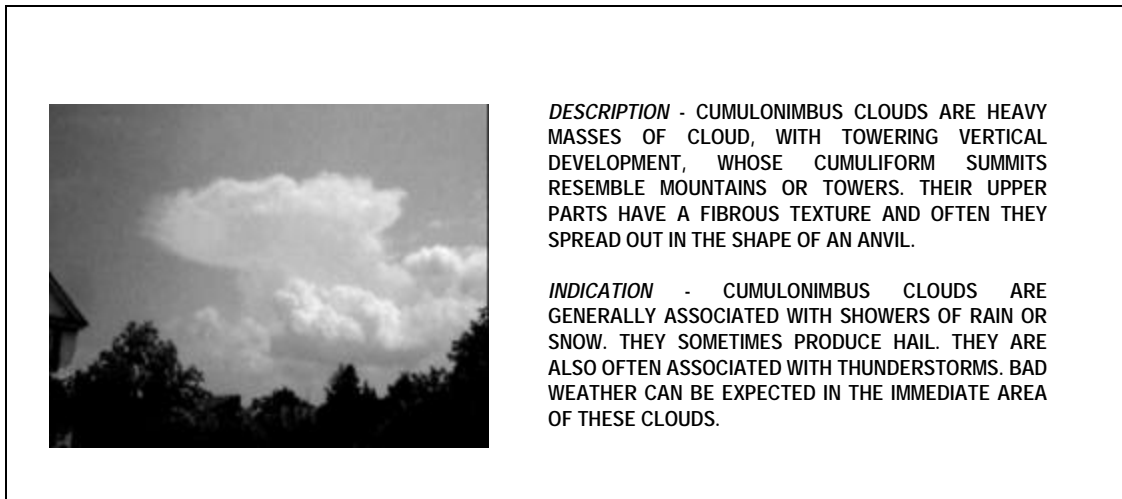 DESCRIPTION - CUMULONIMBUS CLOUDS ARE HEAVY
MASSES OF CLOUD, WITH TOWERING VERTICAL
DEVELOPMENT, WHOSE CUMULIFORM SUMMITS
RESEMBLE MOUNTAINS OR TOWERS. THEIR UPPER
PARTS HAVE A FIBROUS TEXTURE AND OFTEN THEY
SPREAD OUT IN THE SHAPE OF AN ANVIL.
INDICATION - CUMULONIMBUS CLOUDS ARE
GENERALLY ASSOCIATED WITH SHOWERS OF RAIN OR
SNOW. THEY SOMETIMES PRODUCE HAIL. THEY ARE
ALSO OFTEN ASSOCIATED WITH THUNDERSTORMS. BAD
WEATHER CAN BE EXPECTED IN THE IMMEDIATE AREA
OF THESE CLOUDS.